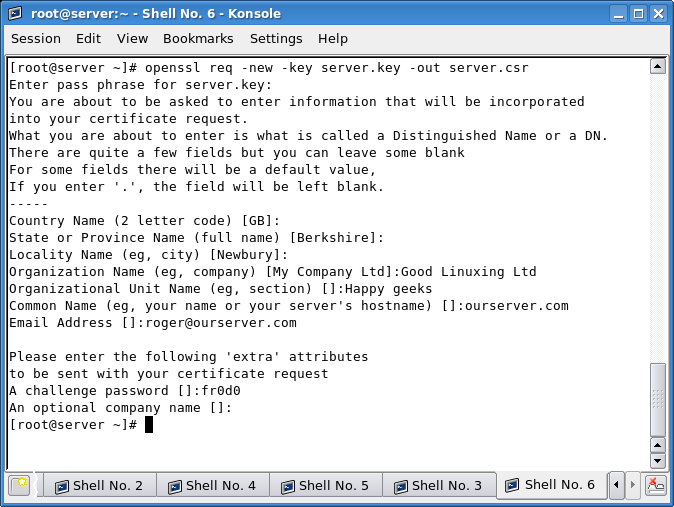 root@server:~ - Shell No. 6 - Konsole
Session Edit View Bookmarks Settings Help
[root@server ~]# openssl req -new -key server.key -out server.csr
Enter pass phrase for server.key:
You are about to be asked to enter information that will be incorporated
into your certificate request.
What you are about to enter is what is called a Distinguished Name or a DN.
There are quite a few fields but you can leave some blank
For some fields there will be a default value,
If you enter '.', the field will be left blank.
-----
Country Name (2 letter code) [GB]:
State or Province Name (full name) [Berkshire]:
Locality Name (eg, city) [Newbury]:
Organization Name (eg, company) [My Company Ltd]:Good Linuxing Ltd
Organizational Unit Name (eg, section) []:Happy geeks
Common Name (eg, your name or your server's hostname) []:ourserver.com
Email Address []:roger@ourserver.com

Please enter the following 'extra' attributes
to be sent with your certificate request
A challenge password []:fr0d0
An optional company name []:
[root@server ~]#
Shell No. 2 Shell No. 4 Shell No. 5 Shell No. 3 Shell No. 6